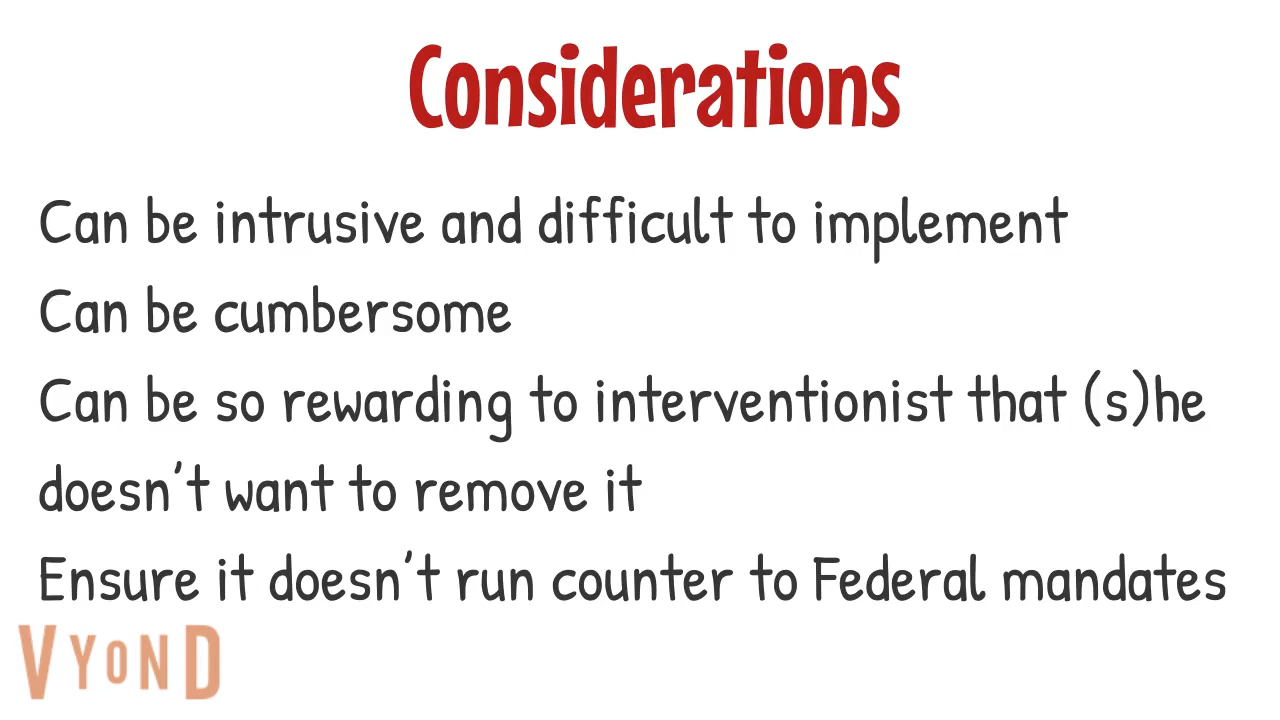 Considerations
Can be intrusive and difficult to implement
Can be cumbersome
Can be so rewarding to interventionist that (s)he
doesn't want to remove it
Ensure it doesn't run counter to Federal mandates
VYOND